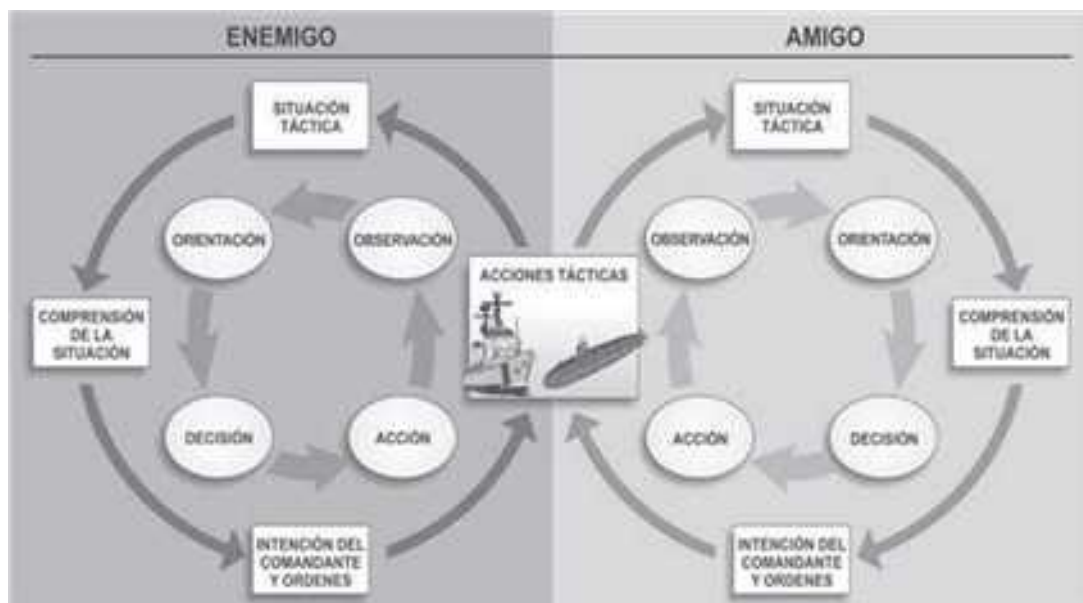 ENEMIGO
SITUACIÓN
TÁCTICA
ORIENTACIÓN
OBSERVACIÓN
COMPRENSIÓN
DE LA
SITUACIÓN
DECISIÓN
ACCIÓN
INTENCIÓN DEL
COMANDANTE
Y ORDENES
ACCIONES TÁCTICAS
AMIGO
SITUACIÓN
TÁCTICA
OBSERVACIÓN
ORIENTACIÓN
COMPRENSIÓN
DE LA
SITUACIÓN
ACCIÓN
DECISIÓN
INTENCIÓN DEL
COMANDANTE
Y ORDENES